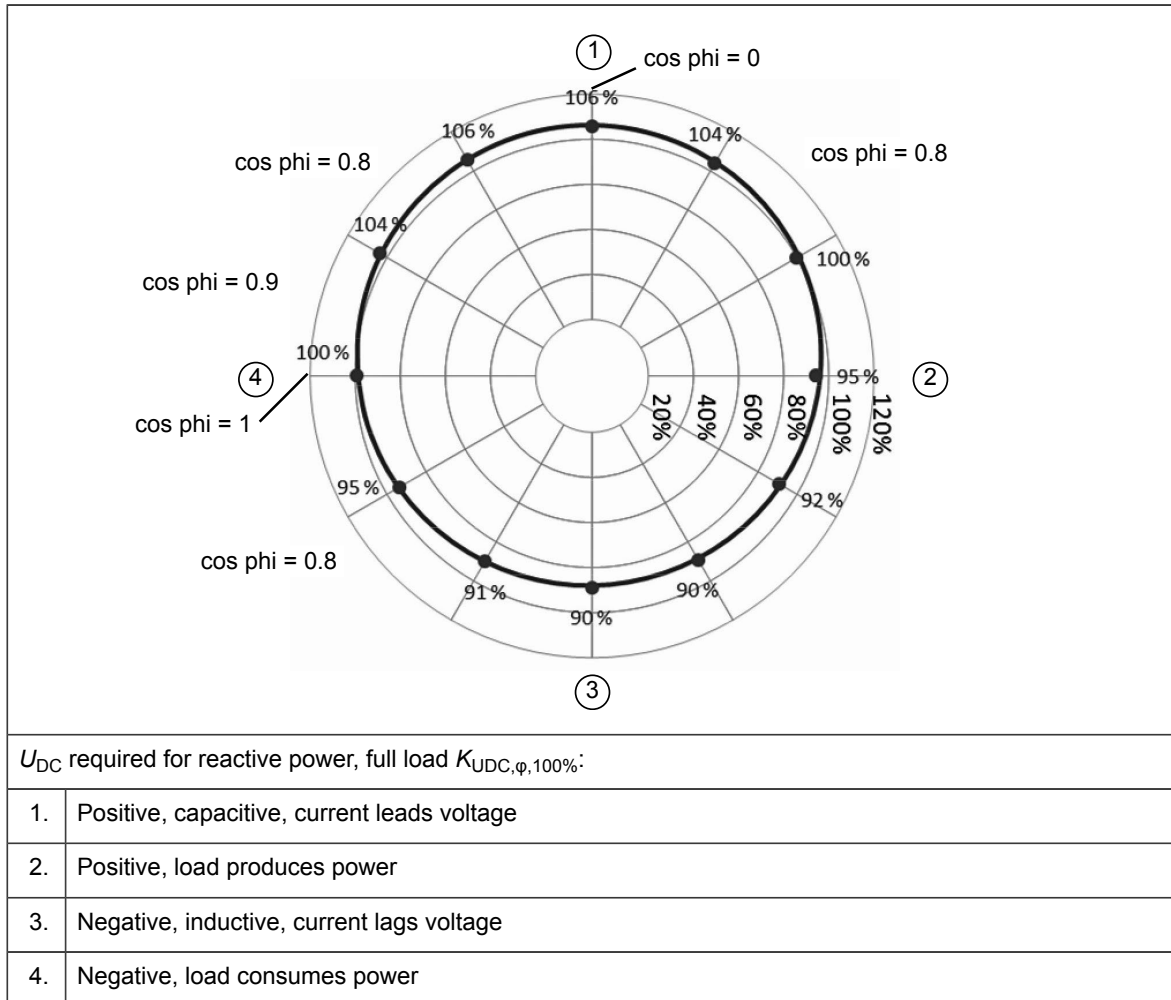 1
cos phi = 0
106 %
106 %
104 %
cos phi = 0.8
cos phi = 0.8
104 %
100 %
cos phi = 0.9
100 %
4
95 %
2
20%
40%
60%
80%
100%
120%
cos phi = 1
95 %
92 %
cos phi = 0.8
91 %
90 %
90 %
3
UDC required for reactive power, full load KUDC,φ,100%:
1. Positive, capacitive, current leads voltage
2. Positive, load produces power
3. Negative, inductive, current lags voltage
4. Negative, load consumes power